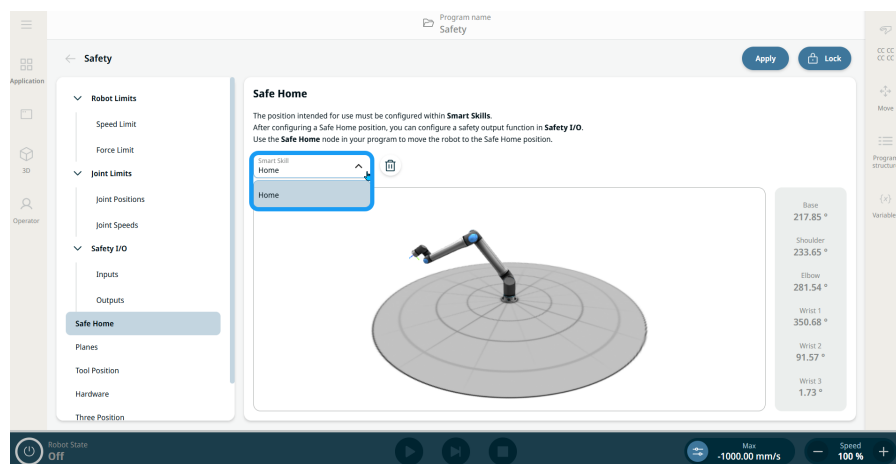 Program name
Safety
Application
3D
Operator
Safety
Apply
Lock
Robot Limits
Speed Limit
Force Limit
Joint Limits
Joint Positions
Joint Speeds
Safety I/O
Inputs
Outputs
Safe Home
Planes
Tool Position
Hardware
Three Position
Safe Home
The position intended for use must be configured within Smart Skills.
After configuring a Safe Home position, you can configure a safety output function in Safety I/O.
Use the Safe Home node in your program to move the robot to the Safe Home position.
Smart Skill
Home
Home
Base
217.85 °
Shoulder
233.65 °
Elbow
281.54 °
Wrist 1
350.68 °
Wrist 2
91.57 °
Wrist 3
1.73 °
CC CC
CC CC
Move
Program
structur
{x}
Variable
Robot State
Off
Max
-1000.00 mm/s
Speed
100 %